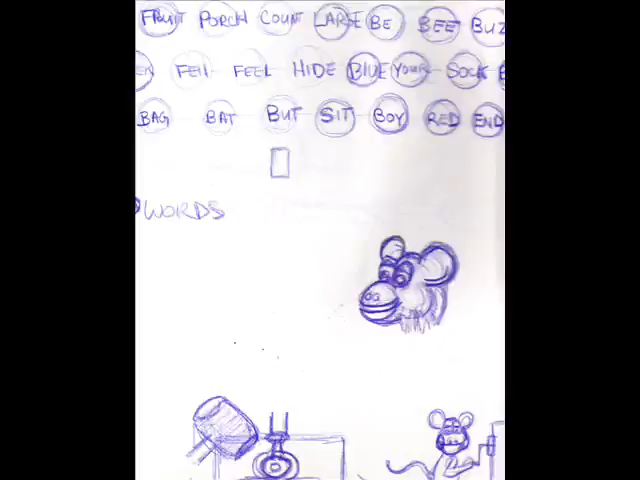 FRUIT PORCH COUNT LARGE BE BEE BUZ
FELL FEEL HIDE BLUE YOUR SOCK
BAG BAT BUT SIT BOY RED END
WORDS